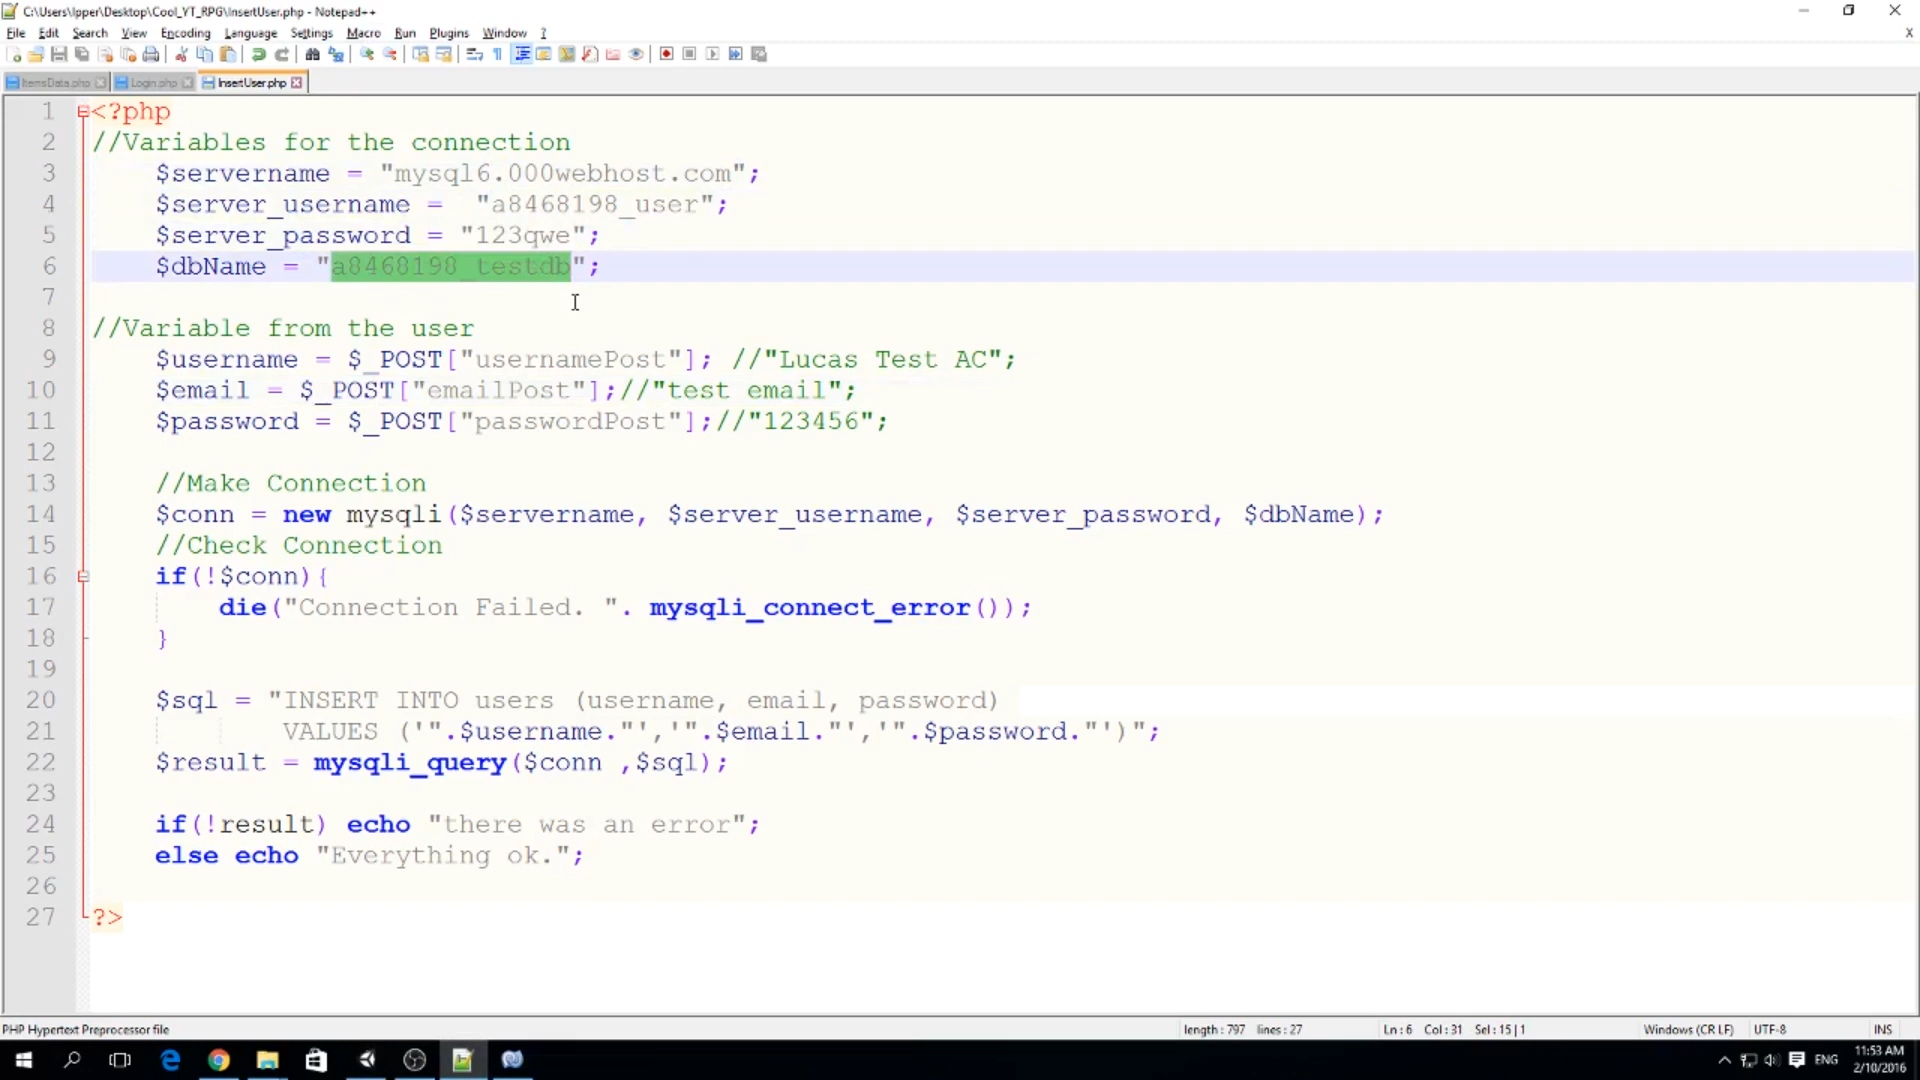 C:\Users\lpper\Desktop\Cool_YT_RPG\InsertUser.php - Notepad++
File Edit Search View Encoding Language Settings Macro Run Plugins Window ? X
ItemsData.php Login.php InsertUser.php
1 <?php
2 //Variables for the connection
3 $servername = "mysql6.000webhost.com";
4 $server_username =  "a8468198_user";
5 $server_password = "123qwe";
6 $dbName = "a8468198_testdb";
7
8 //Variable from the user
9 $username = $_POST["usernamePost"]; //"Lucas Test AC";
10 $email = $_POST["emailPost"];//"test email";
11 $password = $_POST["passwordPost"];//"123456";
12
13 //Make Connection
14 $conn = new mysqli($servername, $server_username, $server_password, $dbName);
15 //Check Connection
16 if(!$conn){
17 die("Connection Failed. ". mysqli_connect_error());
18 }
19
20 $sql = "INSERT INTO users (username, email, password)
21 VALUES ('".$username."','".$email."','".$password."')";
22 $result = mysqli_query($conn ,$sql);
23
24 if(!result) echo "there was an error";
25 else echo "Everything ok.";
26
27 ?>
PHP Hypertext Preprocessor file length : 797 lines : 27 Ln : 6 Col : 31 Sel : 15 | 1 Windows (CR LF) UTF-8 INS
ENG 11:53 AM
2/10/2016